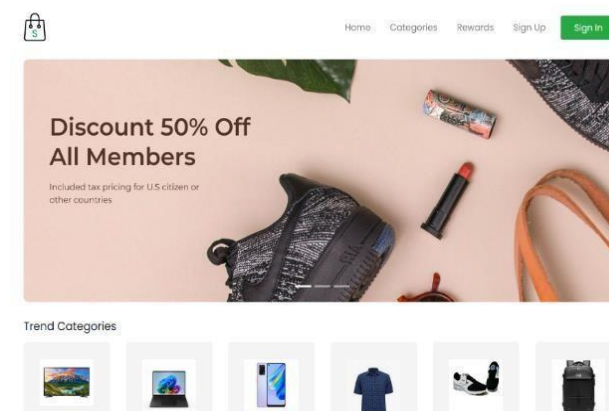 S
Home Categories Rewards Sign Up Sign In
Discount 50% Off
All Members
Included tax pricing for U.S citizen or
other countries
Trend Categories